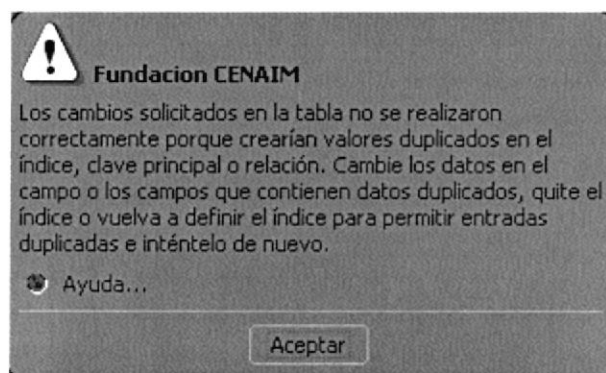 Fundacion CENAIM
Los cambios solicitados en la tabla no se realizaron
correctamente porque crearían valores duplicados en el
índice, clave principal o relación. Cambie los datos en el
campo o los campos que contienen datos duplicados, quite el
índice o vuelva a definir el índice para permitir entradas
duplicadas e inténtelo de nuevo.
Ayuda...
Aceptar